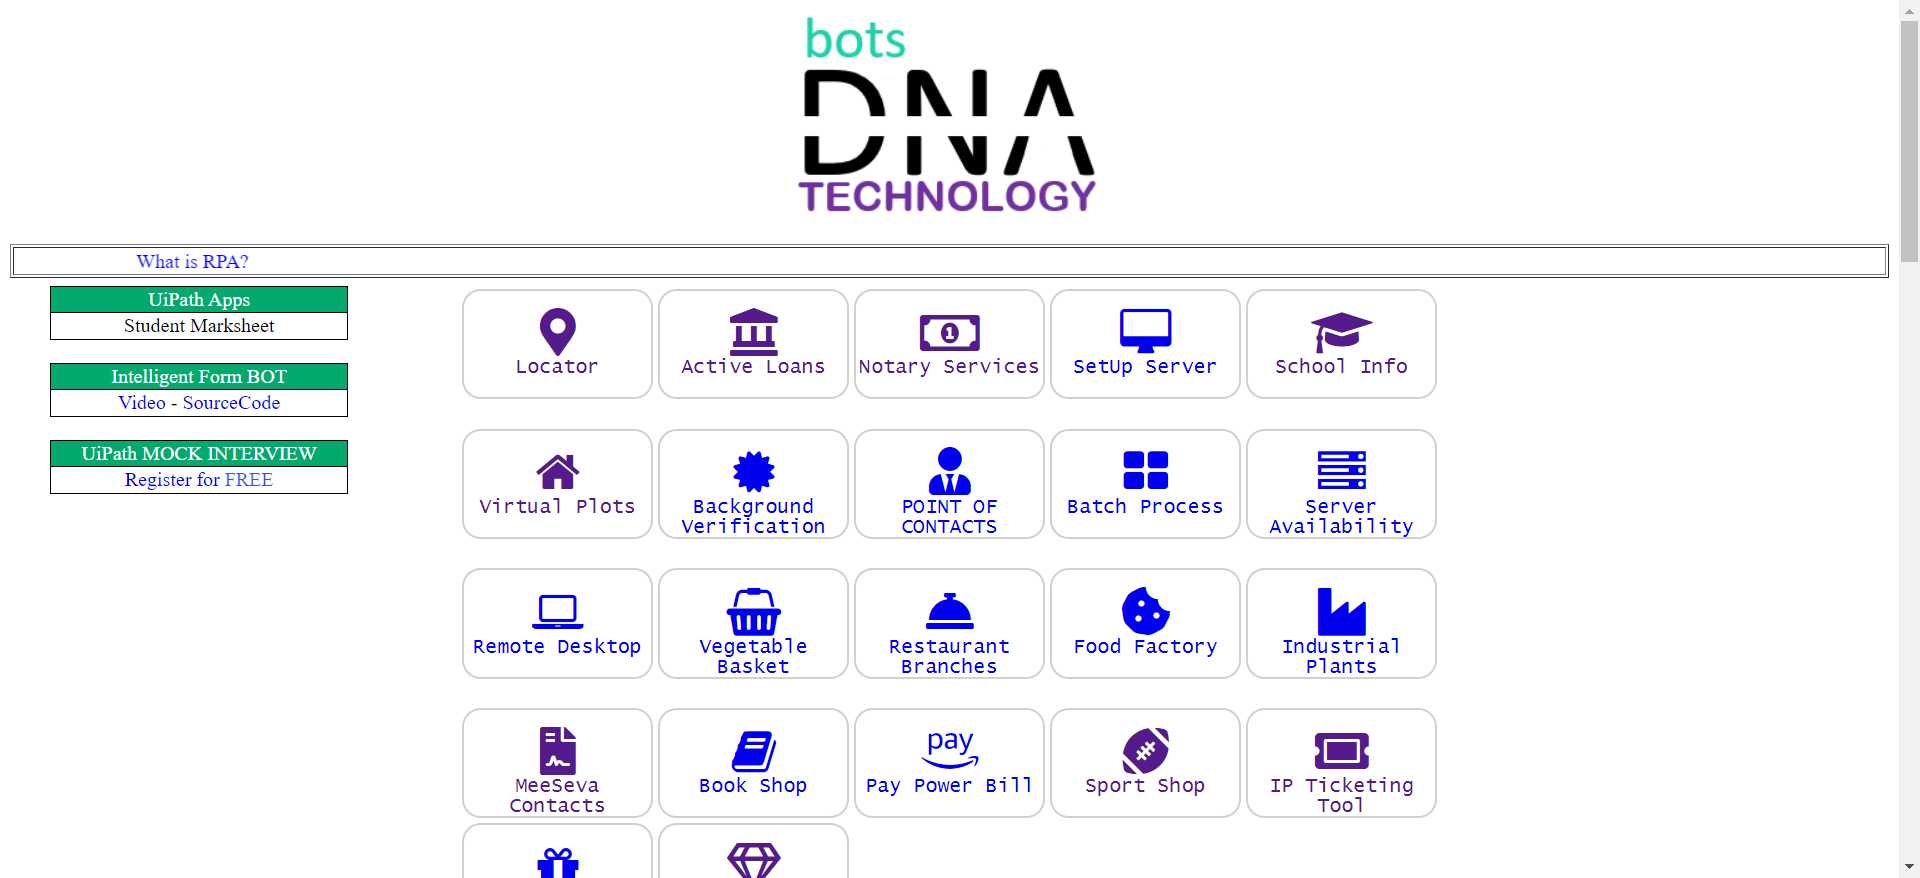 bots
DNA
TECHNOLOGY
What is RPA?
UiPath Apps
Student Marksheet
Intelligent Form BOT
Video - SourceCode
UiPath MOCK INTERVIEW
Register for FREE
Locator
Active Loans
1
Notary Services
SetUp Server
School Info
Virtual Plots
Background
Verification
POINT OF
CONTACTS
Batch Process
Server
Availability
Remote Desktop
Vegetable
Basket
Restaurant
Branches
Food Factory
Industrial
Plants
MeeSeva
Contacts
Book Shop
pay
Pay Power Bill
Sport Shop
IP Ticketing
Tool